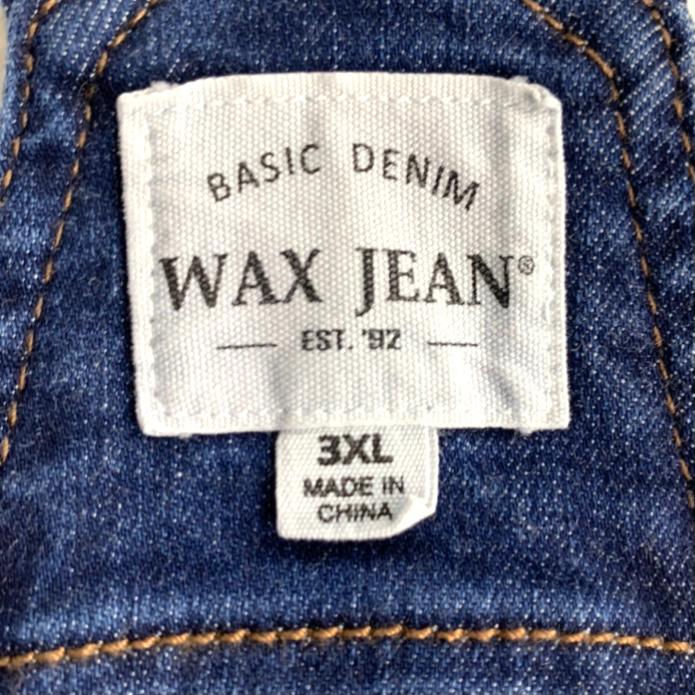 BASIC DENIM
WAX JEAN®
EST. '92
3XL
MADE IN
CHINA